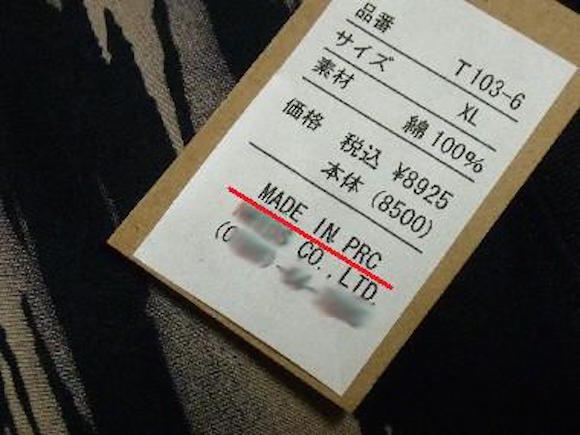 品番 T103-6
サイズ XL
素材 綿100%
価格 税込 ¥8925
本体 (8500)
MADE IN PRC
CO.,LTD.